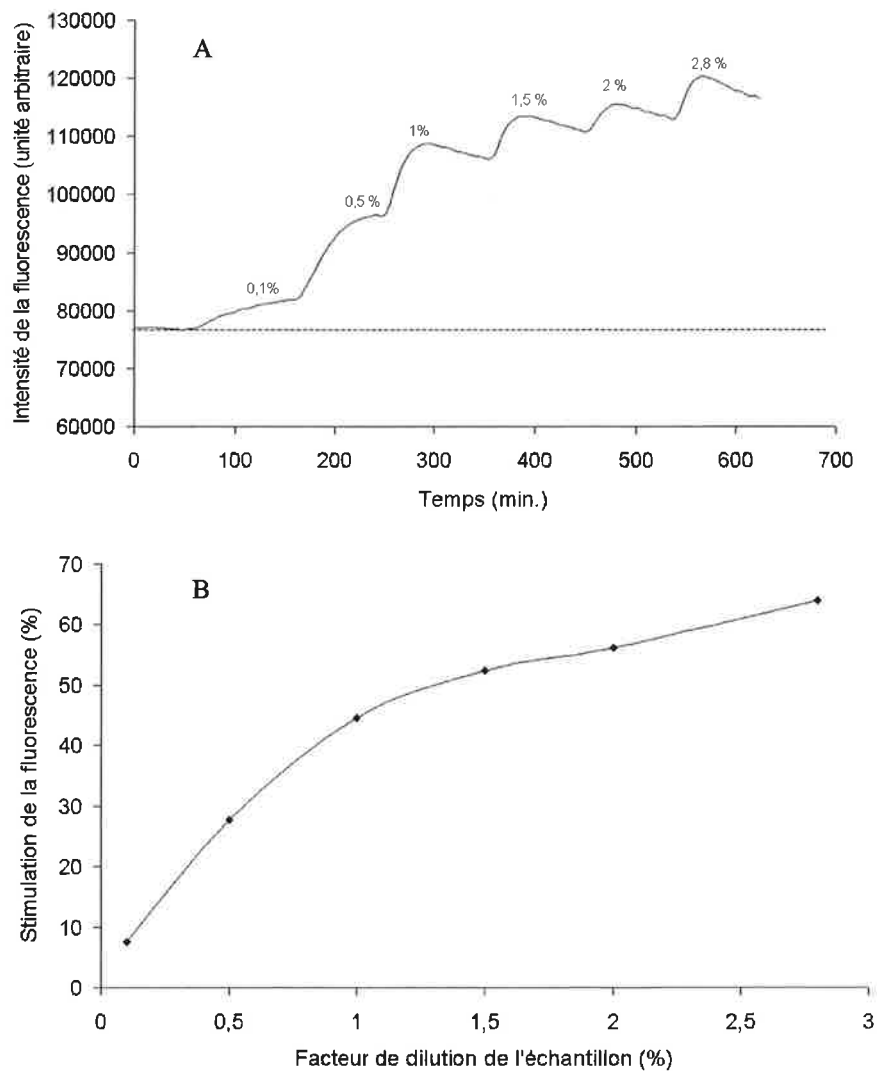 A
Intensité de la fluorescence (unité arbitraire)
130000
120000
110000
100000
90000
80000
70000
60000
0,1%
0,5 %
1%
1,5 %
2 %
2,8 %
0 100 200 300 400 500 600 700
Temps (min.)
B
Stimulation de la fluorescence (%)
70
60
50
40
30
20
10
0
0 0,5 1 1,5 2 2,5 3
Facteur de dilution de l'échantillon (%)